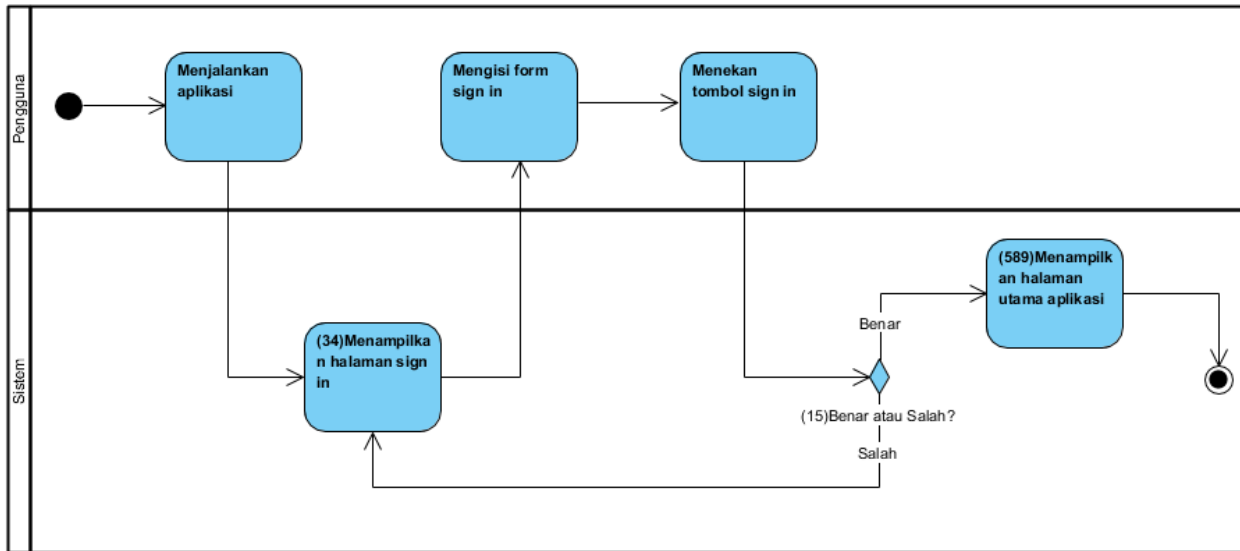 Pengguna
Menjalankan
aplikasi
Mengisi form
sign in
Menekan
tombol sign in
Sistem
(34)Menampilka
n halaman sign
in
(15)Benar atau Salah?
Benar
Salah
(589)Menampilk
an halaman
utama aplikasi